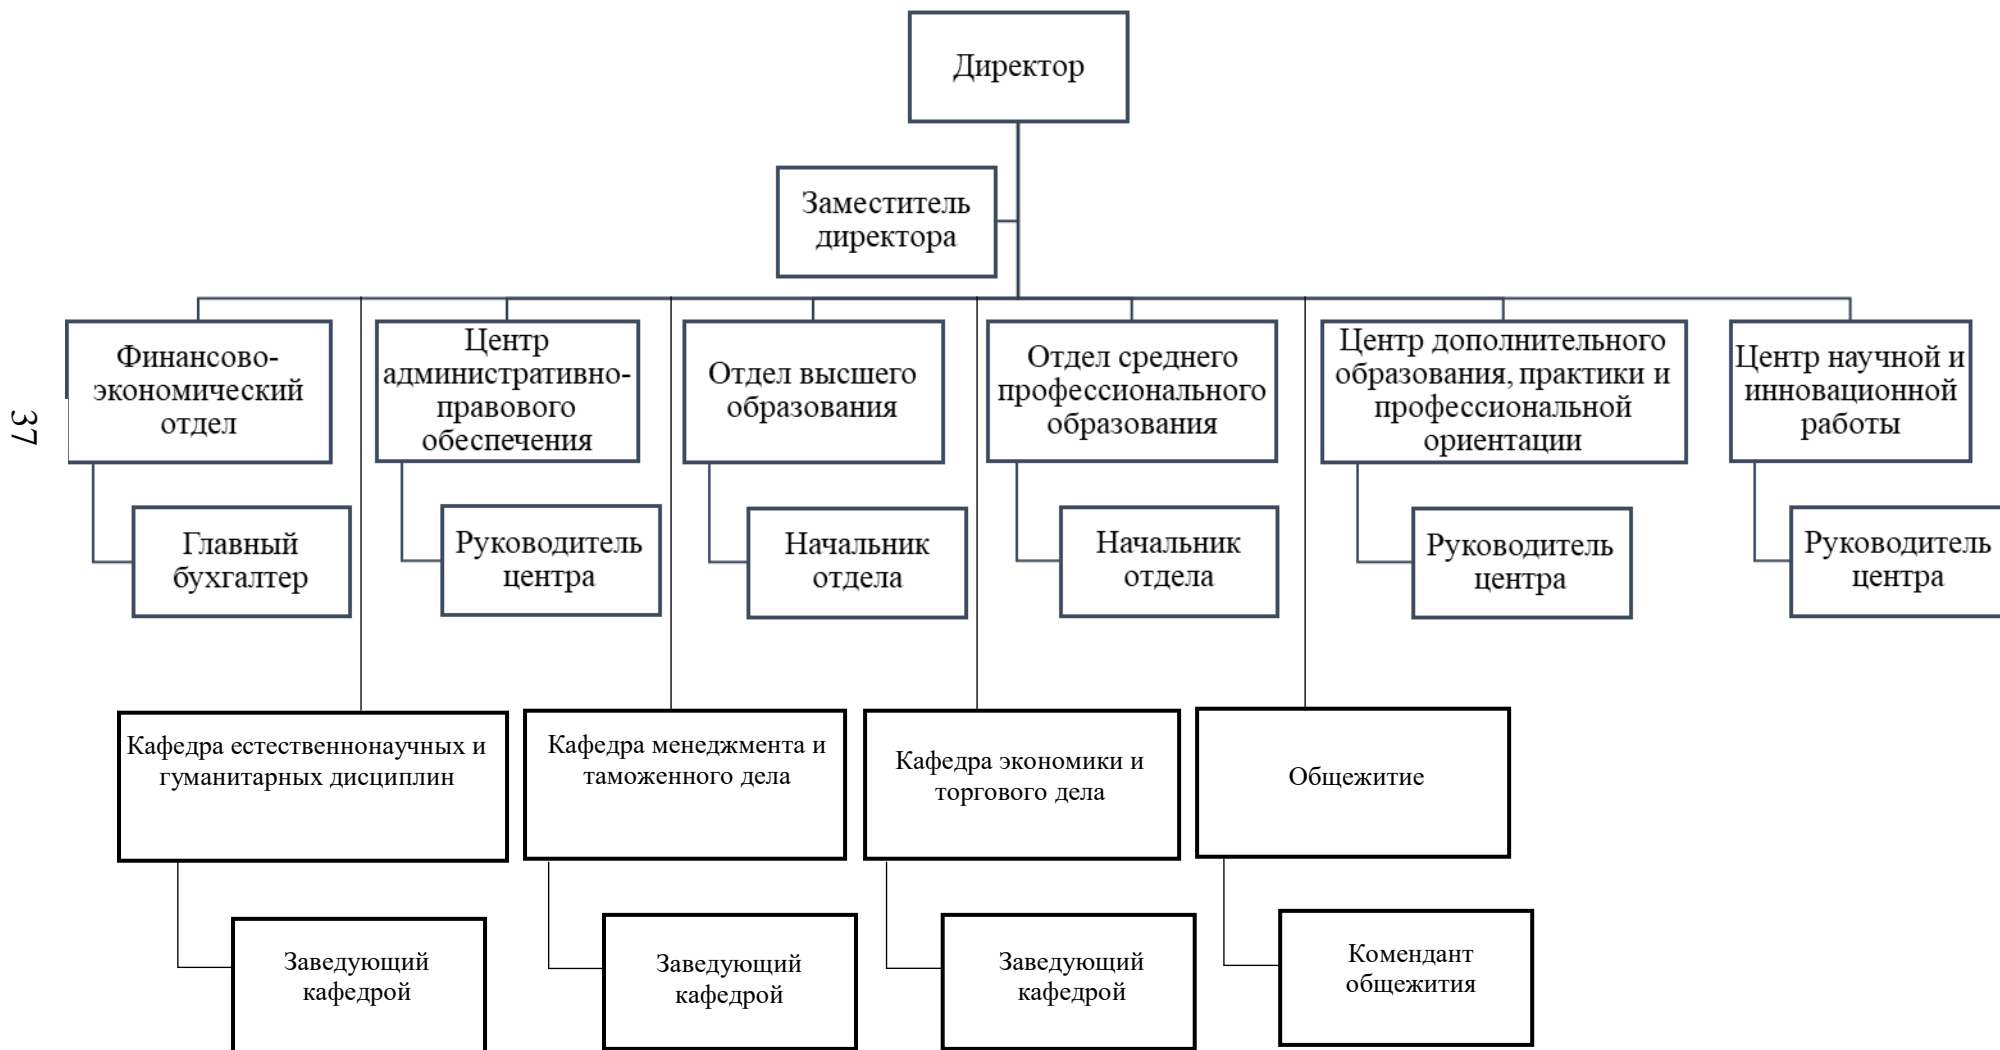 Директор
Заместитель
директора
Финансово-
экономический
отдел
Центр
административно-
правового
обеспечения
Отдел высшего
образования
Отдел среднего
профессионального
образования
Центр дополнительного
образования, практики и
профессиональной
ориентации
Центр научной и
инновационной
работы
37
Главный
бухгалтер
Руководитель
центра
Начальник
отдела
Начальник
отдела
Руководитель
центра
Руководитель
центра
Кафедра естественнонаучных и
гуманитарных дисциплин
Кафедра менеджмента и
таможенного дела
Кафедра экономики и
торгового дела
Общежитие
Заведующий
кафедрой
Заведующий
кафедрой
Заведующий
кафедрой
Комендант
общежития